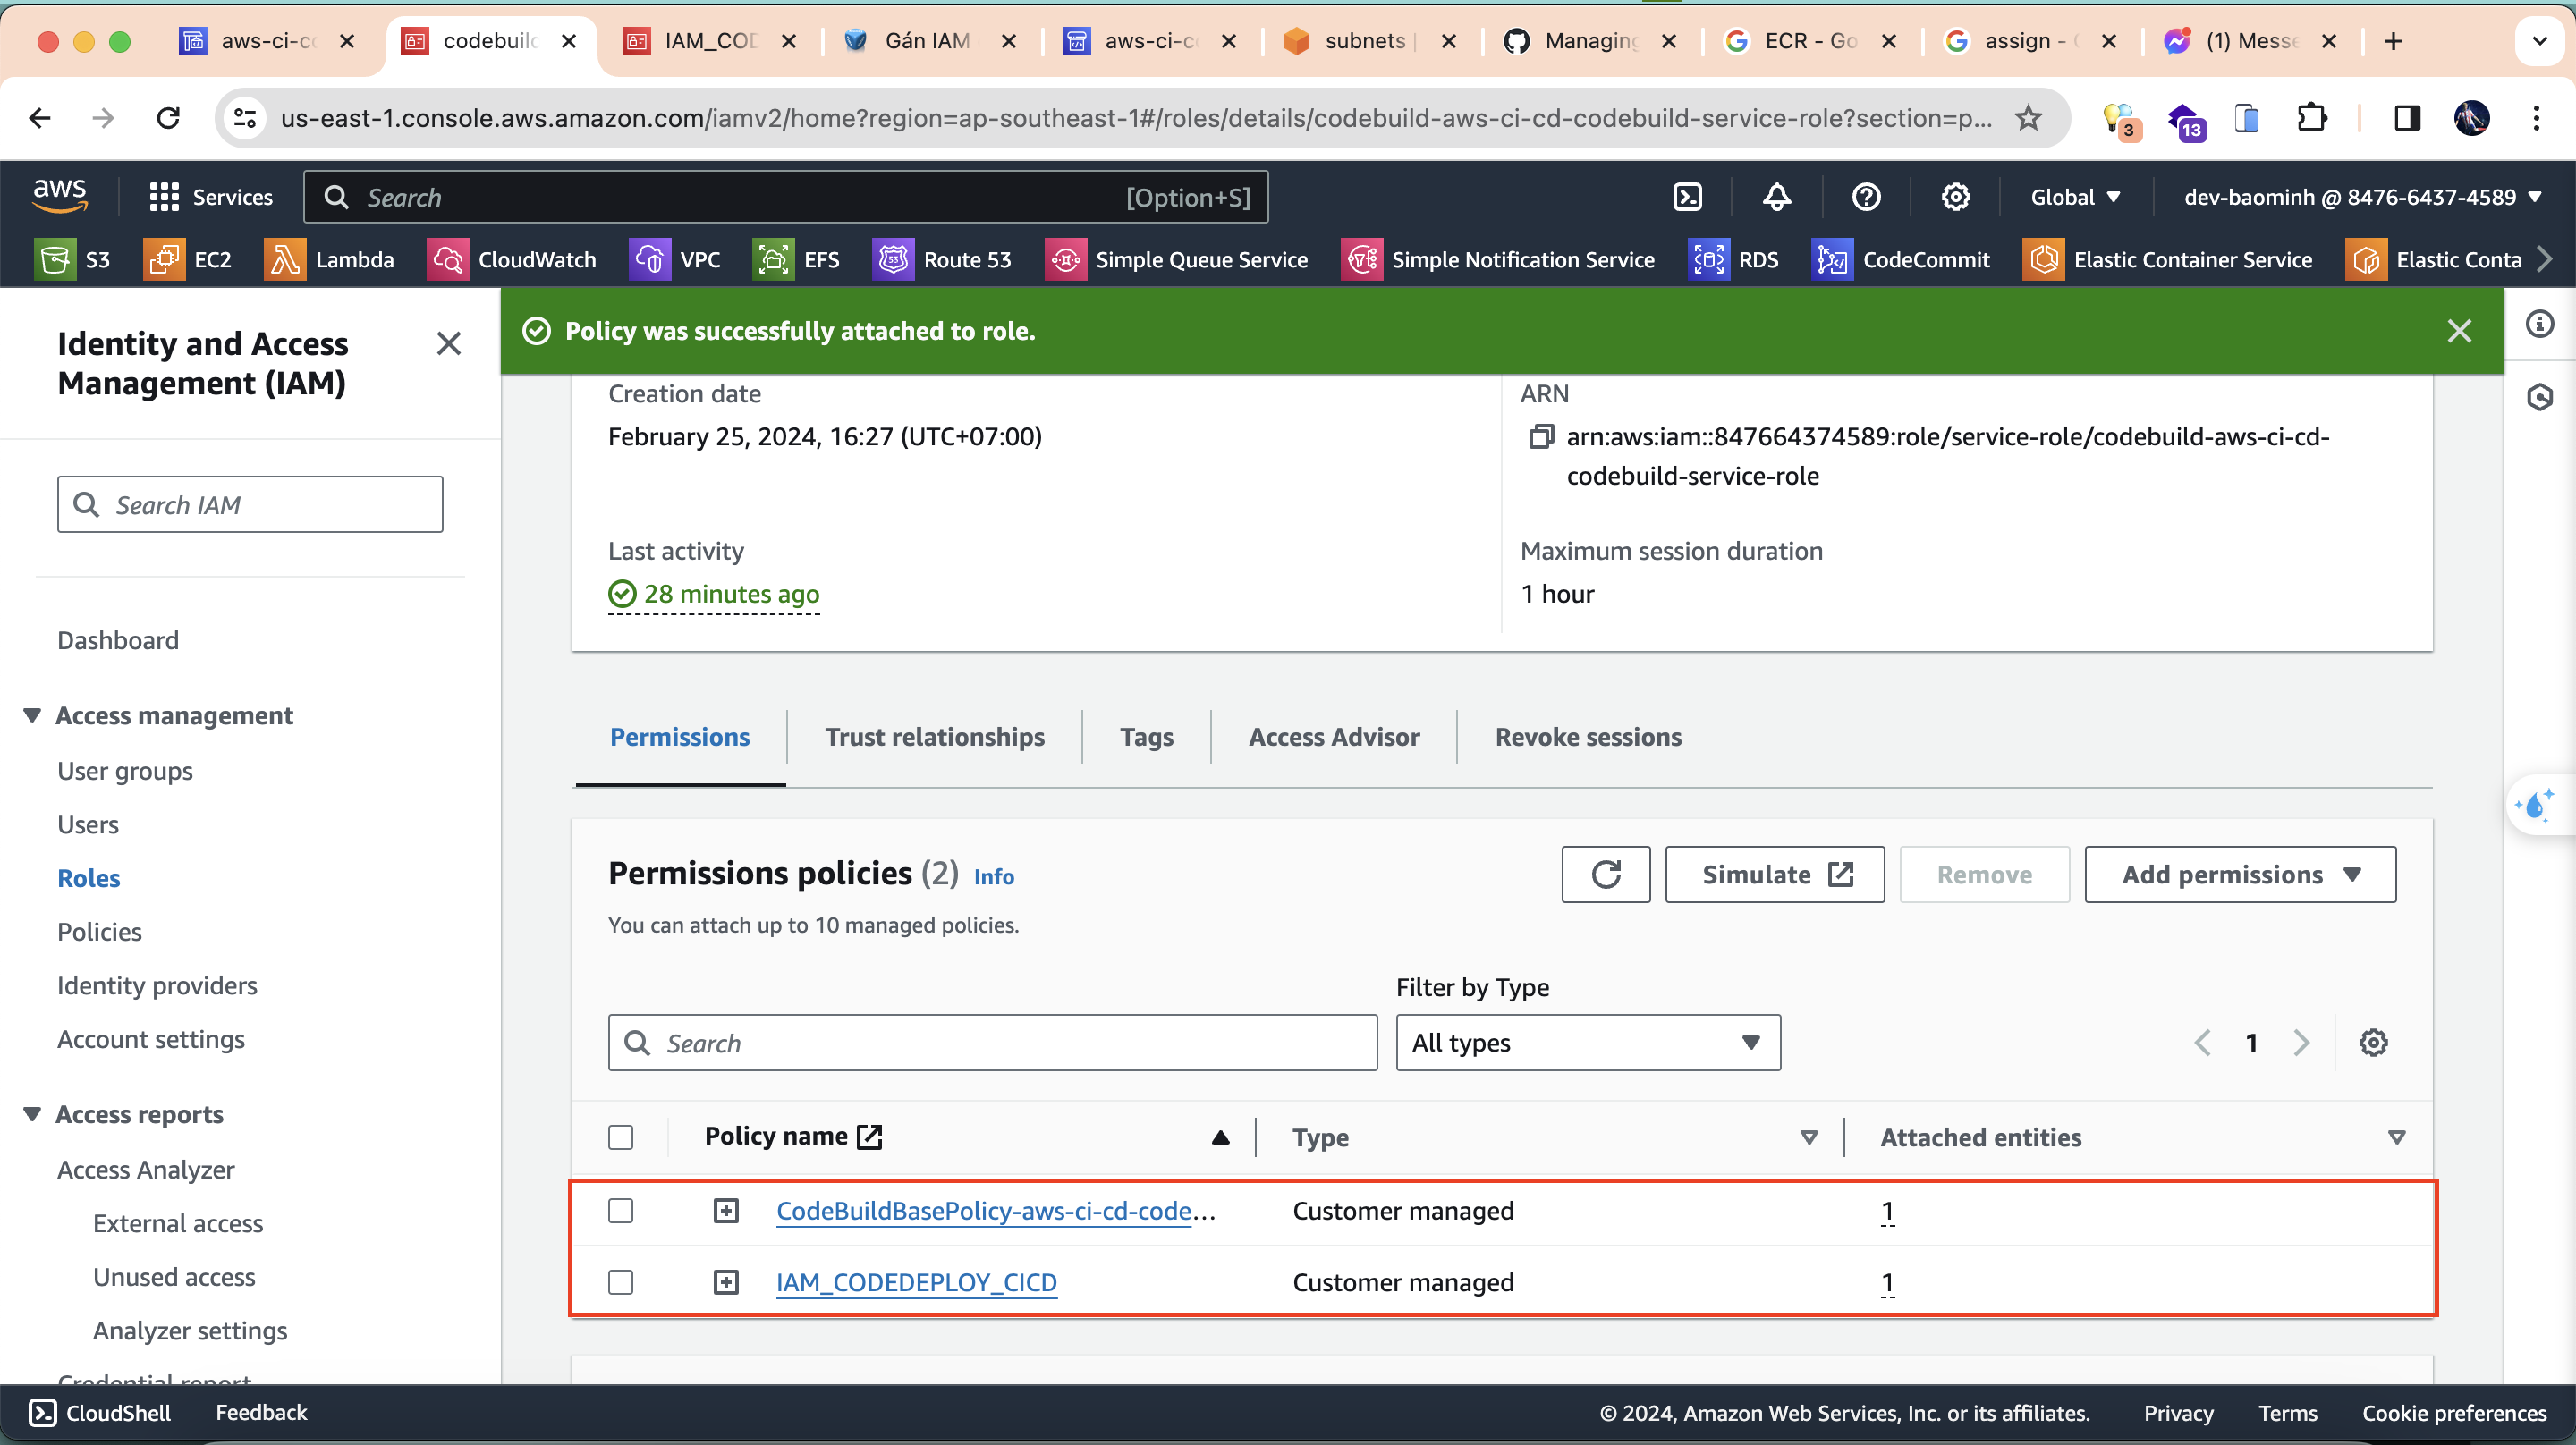 aws-ci-co
codebuild
IAM_COD
Gán IAM
aws-ci-co
subnets |
Managing
ECR - Go
assign - G
(1) Messe
us-east-1.console.aws.amazon.com/iamv2/home?region=ap-southeast-1#/roles/details/codebuild-aws-ci-cd-codebuild-service-role?section=p...
3
13
aws
Services
Search
[Option+S]
Global
dev-baominh @ 8476-6437-4589
S3
EC2
Lambda
CloudWatch
VPC
EFS
Route 53
Simple Queue Service
Simple Notification Service
RDS
CodeCommit
Elastic Container Service
Elastic Conta
Identity and Access
Management (IAM)
Search IAM
Dashboard
Access management
User groups
Users
Roles
Policies
Identity providers
Account settings
Access reports
Access Analyzer
External access
Unused access
Analyzer settings
Credential report
Policy was successfully attached to role.
Creation date
February 25, 2024, 16:27 (UTC+07:00)
ARN
arn:aws:iam::847664374589:role/service-role/codebuild-aws-ci-cd-
codebuild-service-role
Last activity
28 minutes ago
Maximum session duration
1 hour
Permissions
Trust relationships
Tags
Access Advisor
Revoke sessions
Permissions policies (2) Info
You can attach up to 10 managed policies.
Simulate
Remove
Add permissions
Filter by Type
Search
All types
1
Policy name
Type
Attached entities
CodeBuildBasePolicy-aws-ci-cd-code...
Customer managed
1
IAM_CODEDEPLOY_CICD
Customer managed
1
CloudShell
Feedback
© 2024, Amazon Web Services, Inc. or its affiliates.
Privacy
Terms
Cookie preferences